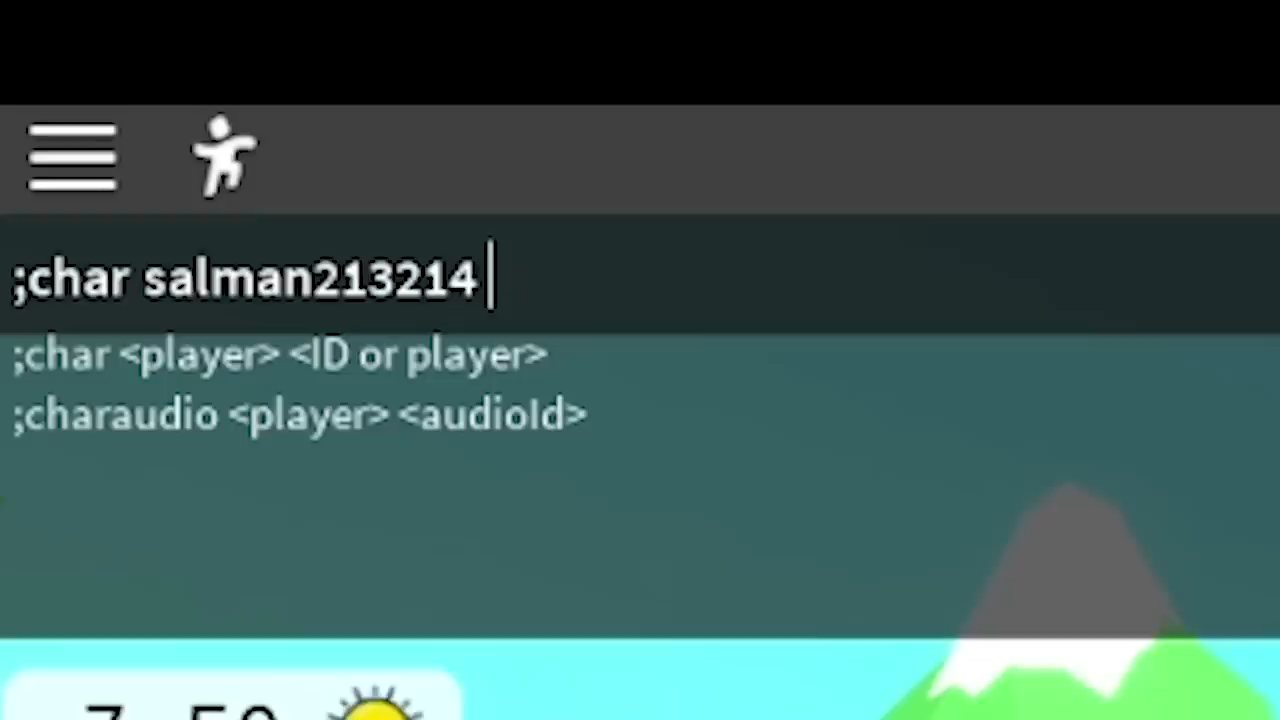 ;char salman213214
;char <player> <ID or player>
;charaudio <player> <audioId>